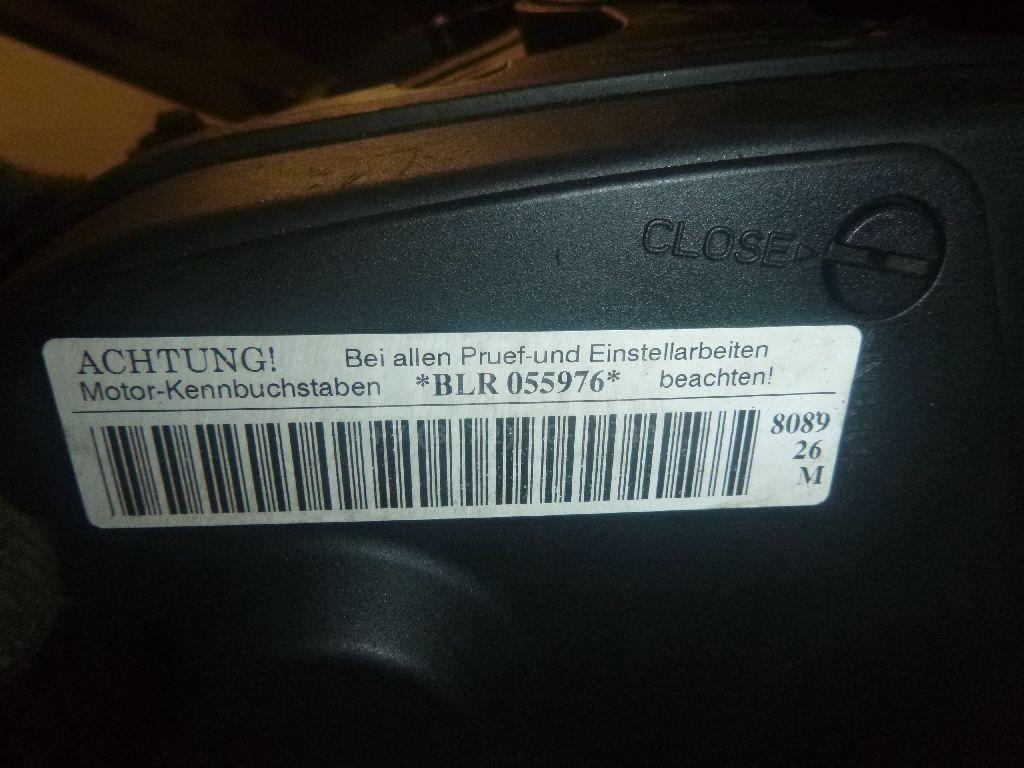 CLOSE
ACHTUNG! Bei allen Pruef-und Einstellarbeiten
Motor-Kennbuchstaben *BLR 055976* beachten!
8089
26
M